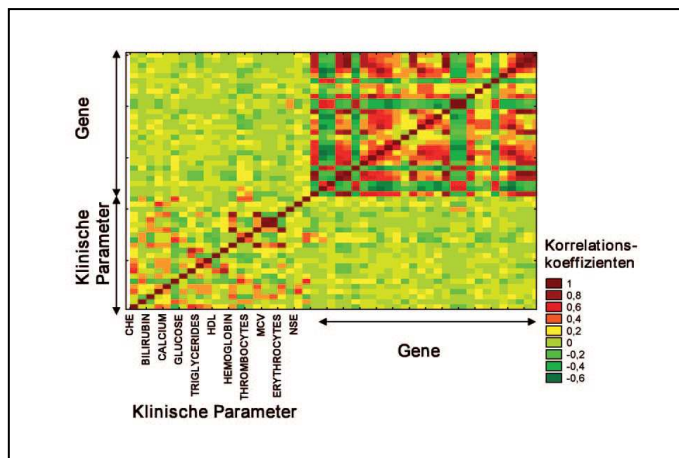 Gene
Klinische
Parameter
CHE
BILIRUBIN
CALCIUM
GLUCOSE
TRIGLYCERIDES
HDL
HEMOGLOBIN
THROMBOCYTES
MCV
ERYTHROCYTES
NSE
Gene
Klinische Parameter
Korrelations-
koeffizienten
1
0,8
0,6
0,4
0,2
0
-0,2
-0,4
-0,6